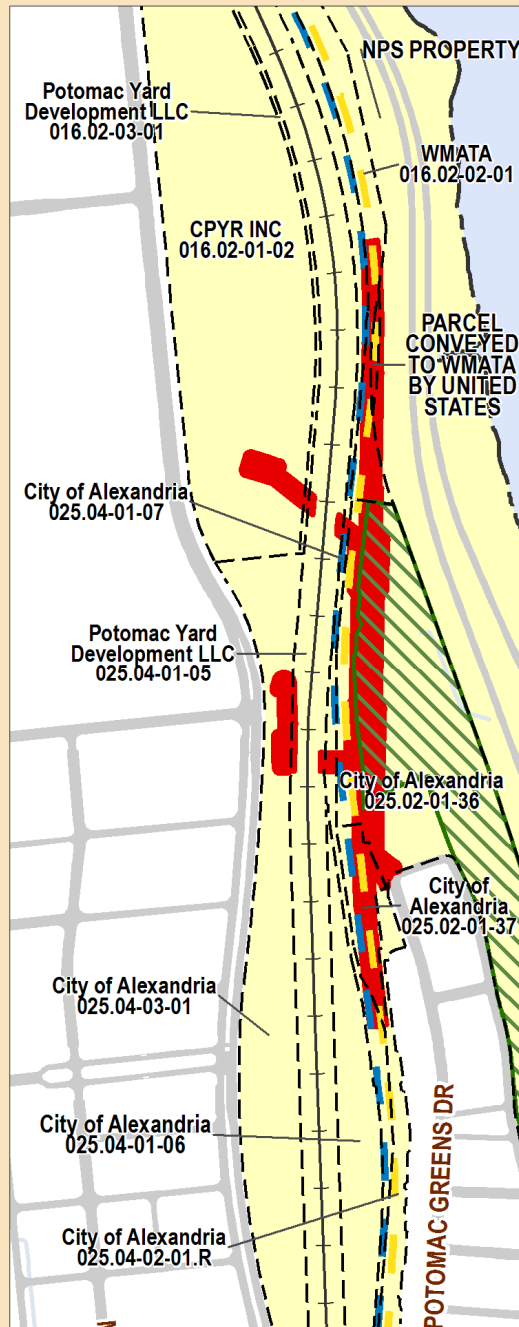 NPS PROPERTY
Potomac Yard
Development LLC
016.02-03-01
WMATA
016.02-02-01
CPYR INC
016.02-01-02
PARCEL
CONVEYED
TO WMATA
BY UNITED
STATES
City of Alexandria
025.04-01-07
Potomac Yard
Development LLC
025.04-01-05
City of Alexandria
025.02-01-36
City of
Alexandria
025.02-01-37
City of Alexandria
025.04-03-01
City of Alexandria
025.04-01-06
City of Alexandria
025.04-02-01.R
POTOMAC GREENS DR